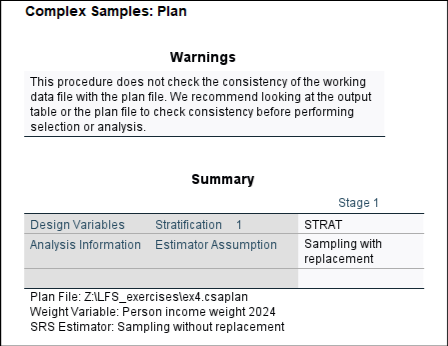 Complex Samples: Plan
Warnings
This procedure does not check the consistency of the working
data file with the plan file. We recommend looking at the output
table or the plan file to check consistency before performing
selection or analysis.
Summary
Stage 1
Design Variables Stratification 1 STRAT
Analysis Information Estimator Assumption Sampling with
replacement
Plan File: Z:\LFS_exercises\ex4.csaplan
Weight Variable: Person income weight 2024
SRS Estimator: Sampling without replacement